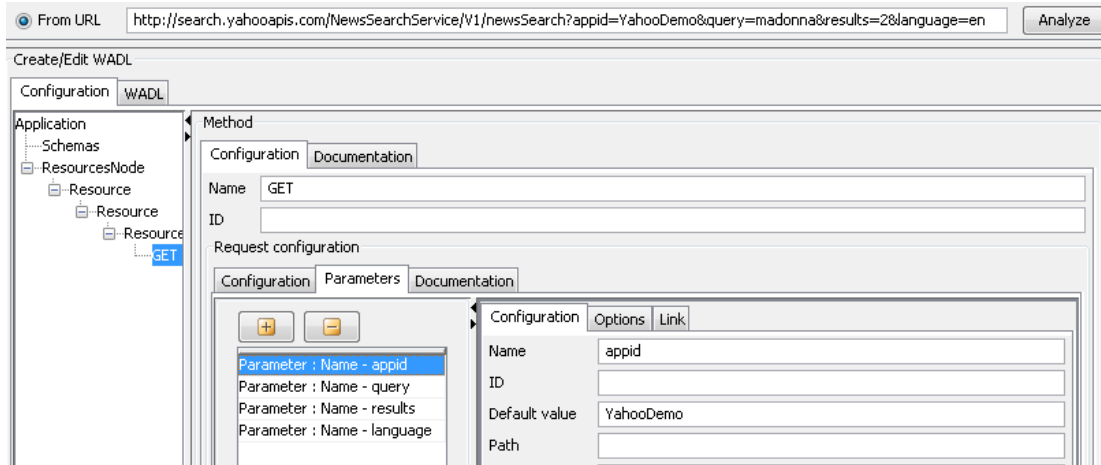 From URL http://search.yahooapis.com/NewsSearchService/V1/newsSearch?appid=YahooDemo&query=madonna&results=2&language=en Analyze
Create/Edit WADL
Configuration WADL
Application
Schemas
ResourcesNode
Resource
Resource
Resource
GET
Method
Configuration Documentation
Name GET
ID
Request configuration
Configuration Parameters Documentation
Parameter : Name - appid
Parameter : Name - query
Parameter : Name - results
Parameter : Name - language
Configuration Options Link
Name appid
ID
Default value YahooDemo
Path